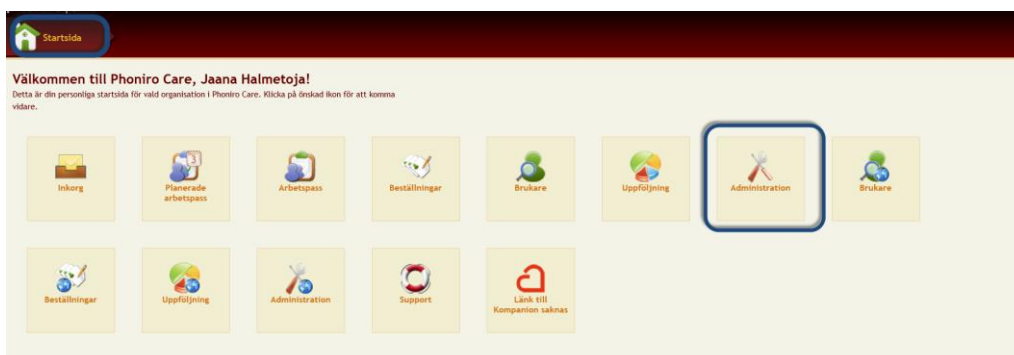 Startsida
Välkommen till Phoniro Care, Jaana Halmetoja!
Detta är din personliga startsida för vald organisation i Phoniro Care. Klicka på önskad ikon för att komma
vidare.
Inkorg
Planerade
arbetspass
Arbetspass
Beställningar
Brukare
Uppföljning
Administration
Brukare
Beställningar
Uppföljning
Administration
Support
Länk till
Kompanion saknas